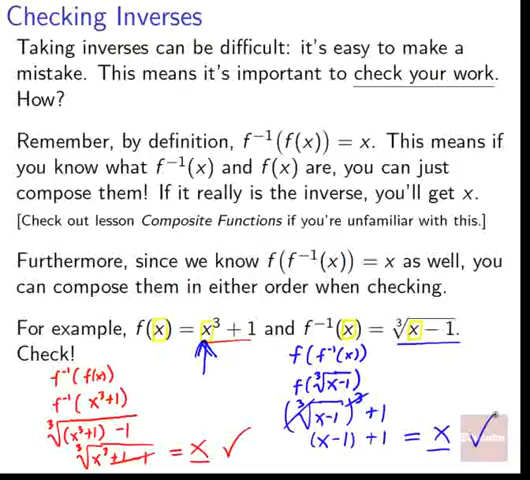 Checking Inverses
Taking inverses can be difficult: it's easy to make a
mistake. This means it's important to check your work.
How?
Remember, by definition, f⁻¹(f(x)) = x. This means if
you know what f⁻¹(x) and f(x) are, you can just
compose them! If it really is the inverse, you'll get x.
[Check out lesson Composite Functions if you're unfamiliar with this.]
Furthermore, since we know f(f⁻¹(x)) = x as well, you
can compose them in either order when checking.
For example, f(x) = x³ + 1 and f⁻¹(x) = ∛(x − 1).
Check!
f⁻¹(f(x))
f⁻¹(x³+1)
∛((x³+1) -1)
∛(x³+1-1) = x ✓
f(f⁻¹(x))
f(∛(x-1))
(∛(x-1))³ +1
(x-1) +1 = x ✓